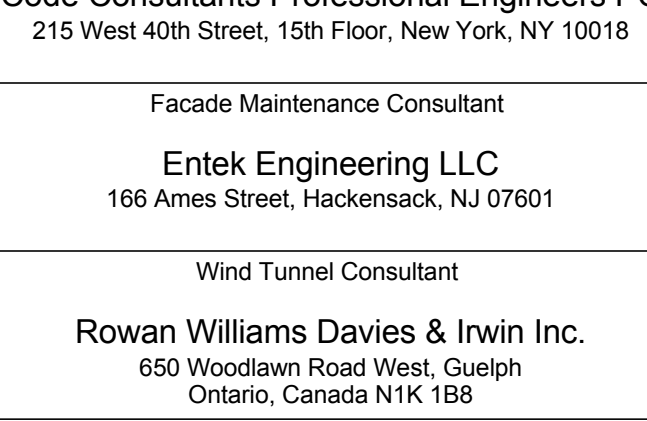 Code Consultants Professional Engineers
215 West 40th Street, 15th Floor, New York, NY 10018
Facade Maintenance Consultant
Entek Engineering LLC
166 Ames Street, Hackensack, NJ 07601
Wind Tunnel Consultant
Rowan Williams Davies & Irwin Inc.
650 Woodlawn Road West, Guelph
Ontario, Canada N1K 1B8